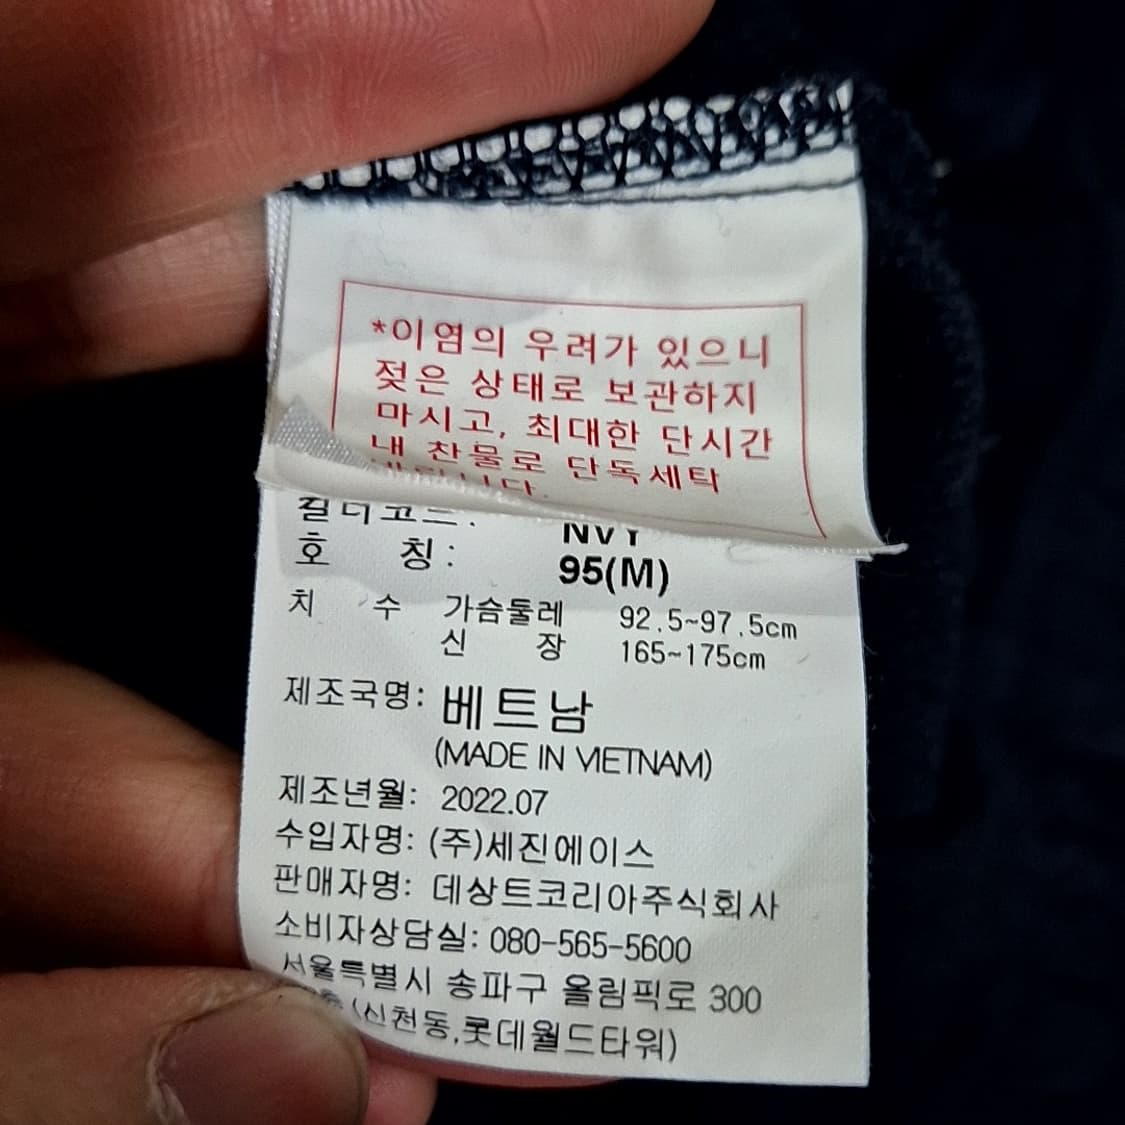 *이염의 우려가 있으니
젖은 상태로 보관하지
마시고, 최대한 단시간
내 찬물로 단독세탁
컬러코드: NVY
호 칭: 95(M)
치 수 가슴둘레 92.5~97.5cm
신 장 165~175cm
제조국명: 베트남
(MADE IN VIETNAM)
제조년월: 2022.07
수입자명: (주)세진에이스
판매자명: 데상트코리아주식회사
소비자상담실: 080-565-5600
서울특별시 송파구 올림픽로 300
(신천동,롯데월드타워)